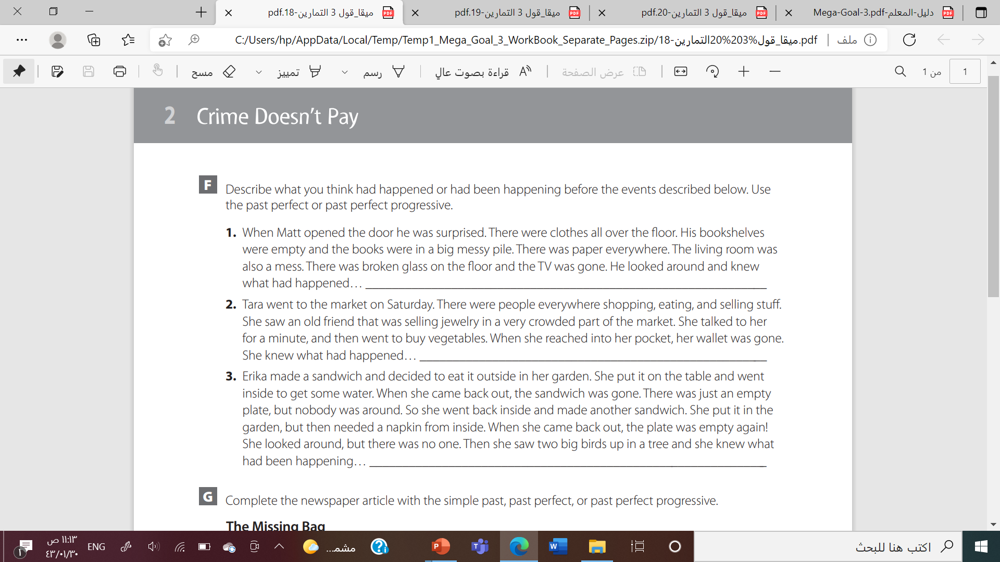 ميقا_قول 3 التمارين-18.pdf
ميقا_قول 3 التمارين-19.pdf
ميقا_قول 3 التمارين-20.pdf
دليل-المعلم-Mega-Goal-3.pdf
C:/Users/hp/AppData/Local/Temp/Temp1_Mega_Goal_3_WorkBook_Separate_Pages.zip/18-ميقا_قول%203%20التمارين.pdf
ملف
مسح
تمييز
رسم
قراءة بصوت عالٍ
عرض الصفحة
من 1
1
2 Crime Doesn’t Pay
F Describe what you think had happened or had been happening before the events described below. Use
the past perfect or past perfect progressive.
1. When Matt opened the door he was surprised. There were clothes all over the floor. His bookshelves
were empty and the books were in a big messy pile. There was paper everywhere. The living room was
also a mess. There was broken glass on the floor and the TV was gone. He looked around and knew
what had happened…
2. Tara went to the market on Saturday. There were people everywhere shopping, eating, and selling stuff.
She saw an old friend that was selling jewelry in a very crowded part of the market. She talked to her
for a minute, and then went to buy vegetables. When she reached into her pocket, her wallet was gone.
She knew what had happened…
3. Erika made a sandwich and decided to eat it outside in her garden. She put it on the table and went
inside to get some water. When she came back out, the sandwich was gone. There was just an empty
plate, but nobody was around. So she went back inside and made another sandwich. She put it in the
garden, but then needed a napkin from inside. When she came back out, the plate was empty again!
She looked around, but there was no one. Then she saw two big birds up in a tree and she knew what
had been happening…
G Complete the newspaper article with the simple past, past perfect, or past perfect progressive.
The Missing Bag
١١:١٣ ص
٤٣/٠١/٣٠
ENG
مشم...
اكتب هنا للبحث